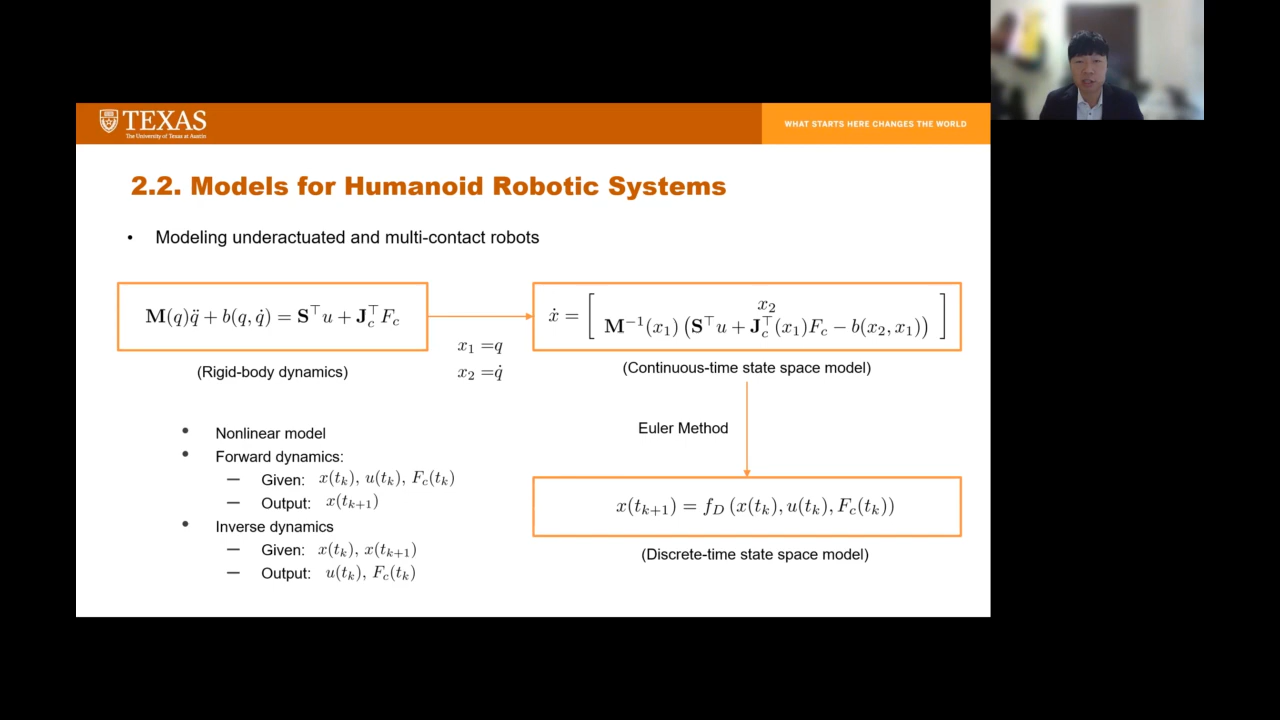 TEXAS
The University of Texas at Austin
WHAT STARTS HERE CHANGES THE WORLD
2.2. Models for Humanoid Robotic Systems
• Modeling underactuated and multi-contact robots
M(q)q̈ + b(q, q̇) = S⊤u + J_c⊤F_c
(Rigid-body dynamics)
x₁ =q
x₂ =q̇
ẋ = [ x₂
M⁻¹(x₁) (S⊤u + J_c⊤(x₁)F_c − b(x₂, x₁)) ]
(Continuous-time state space model)
Euler Method
x(t_{k+1}) = f_D (x(t_k), u(t_k), F_c(t_k))
(Discrete-time state space model)
• Nonlinear model
• Forward dynamics:
— Given: x(t_k), u(t_k), F_c(t_k)
— Output: x(t_{k+1})
• Inverse dynamics
— Given: x(t_k), x(t_{k+1})
— Output: u(t_k), F_c(t_k)